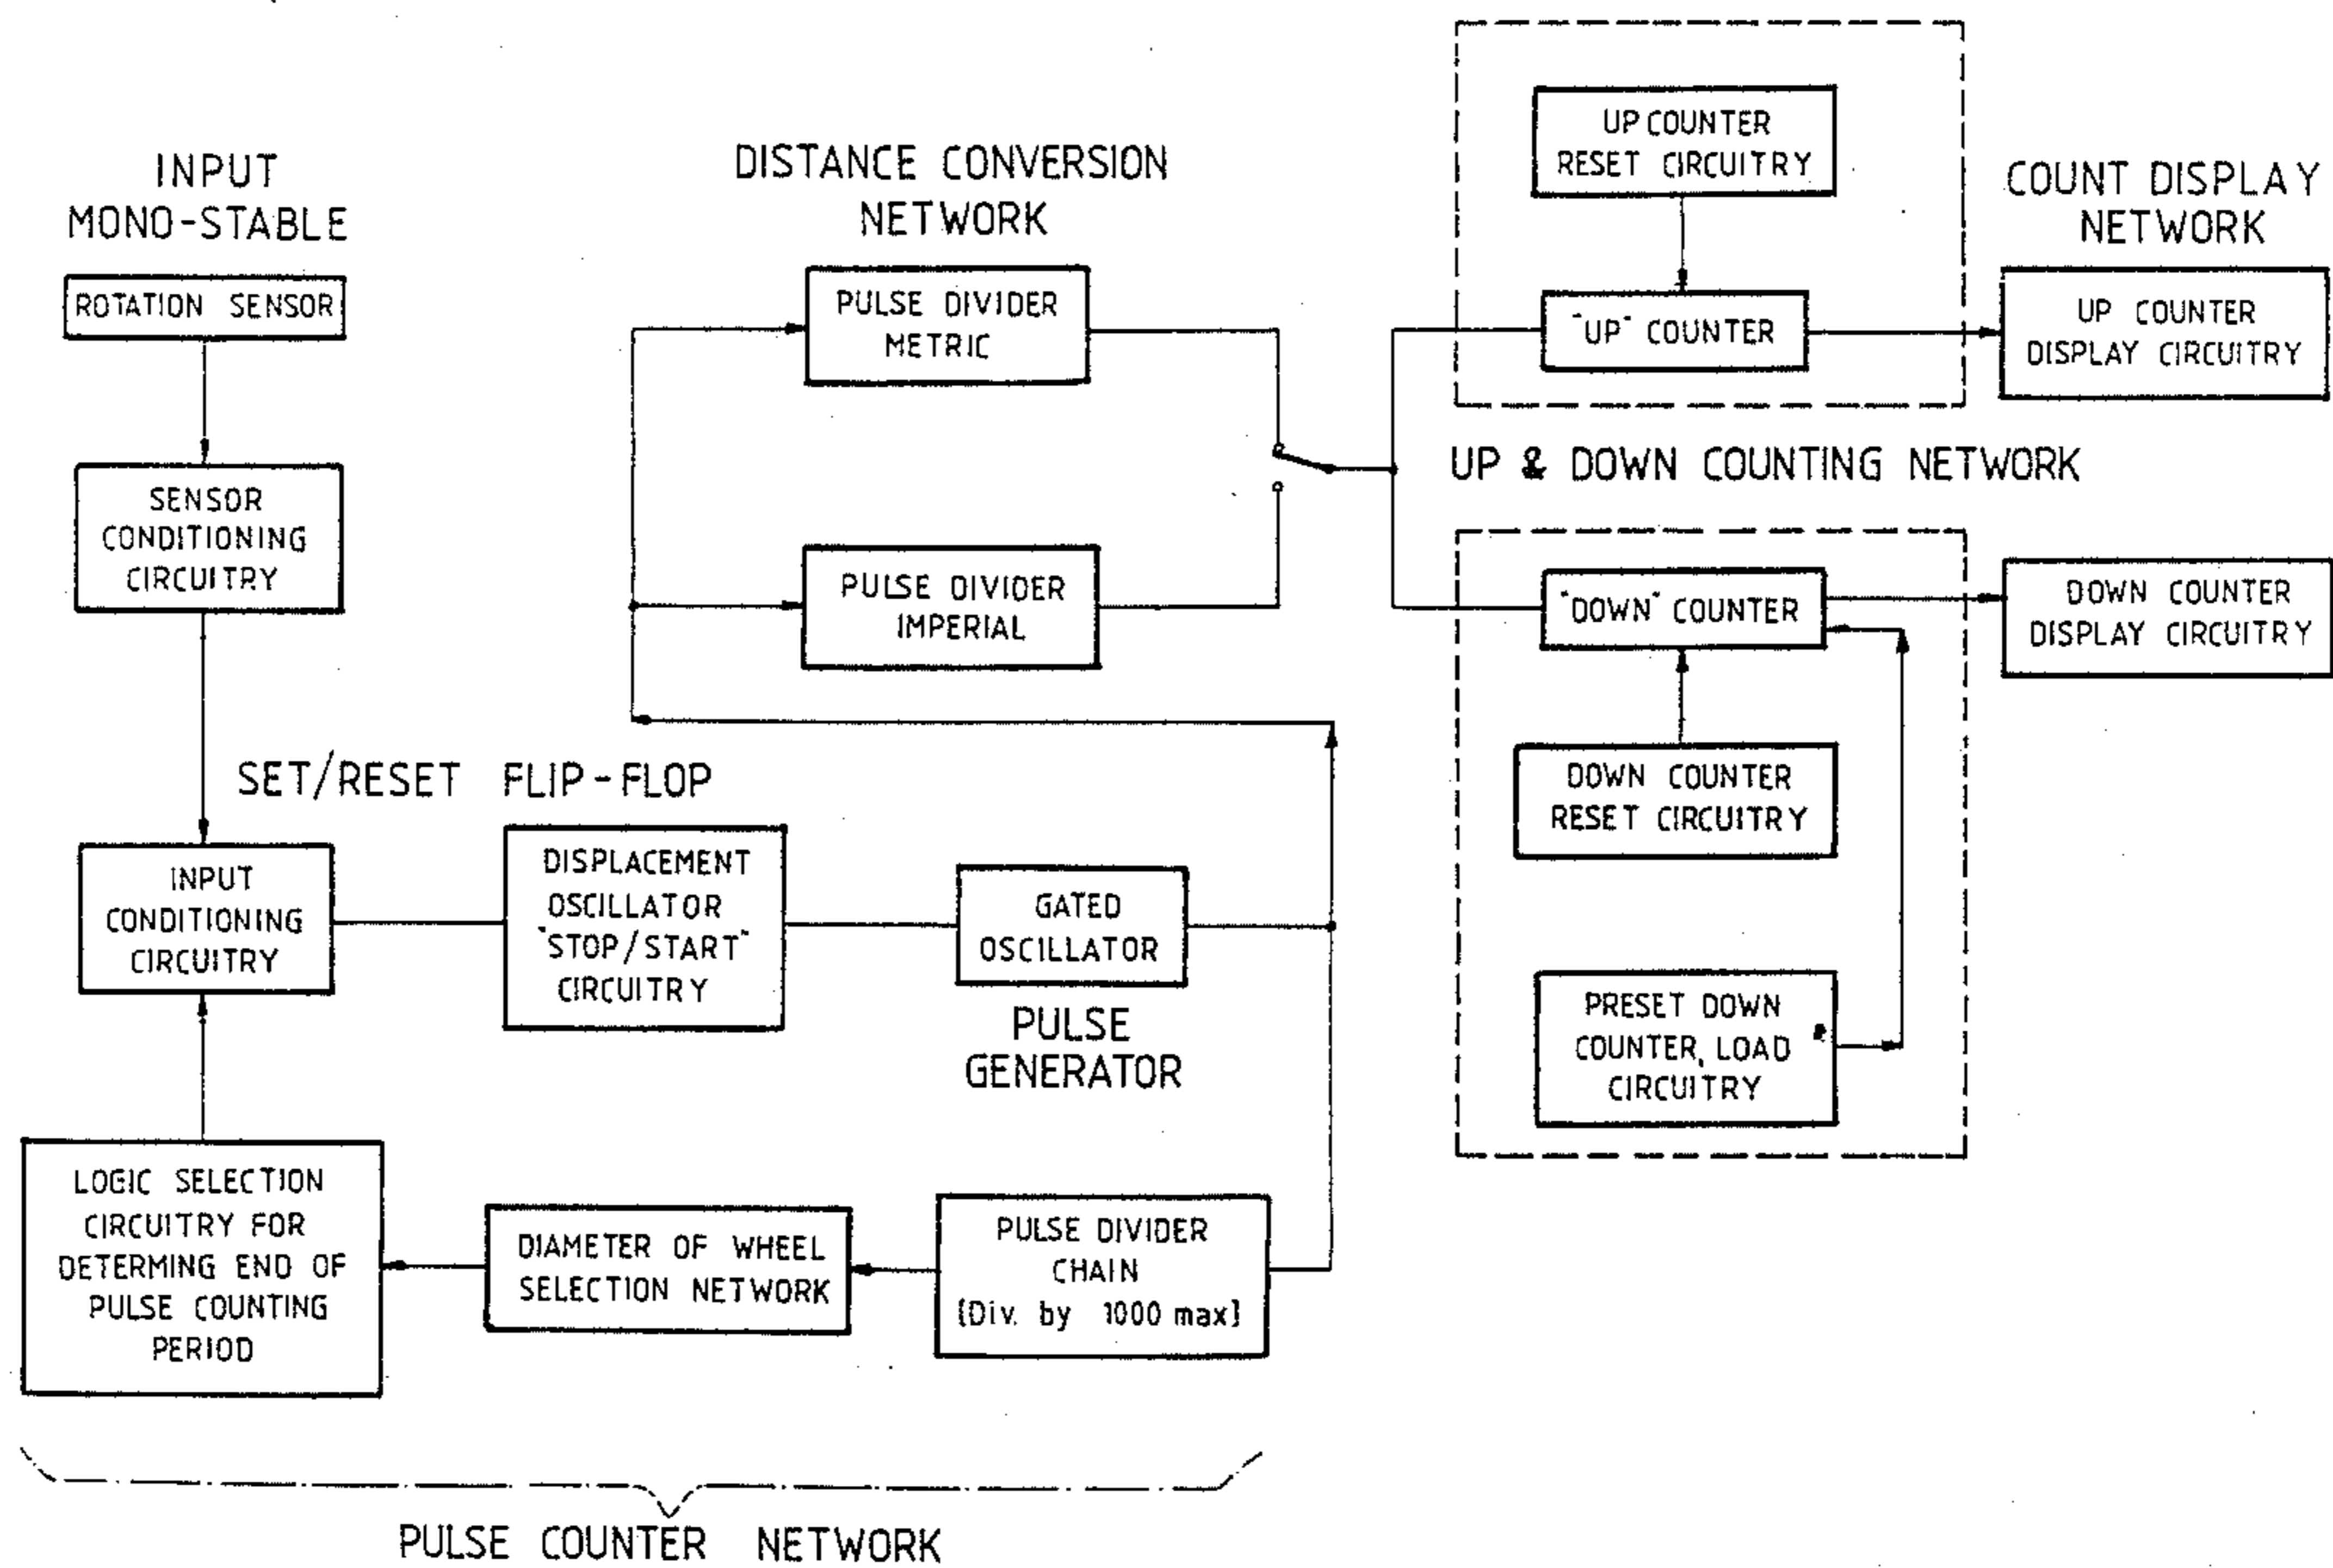 INPUT
MONO-STABLE
ROTATION SENSOR
SENSOR
CONDITIONING
CIRCUITRY
DISTANCE CONVERSION
NETWORK
PULSE DIVIDER
METRIC
PULSE DIVIDER
IMPERIAL
UP COUNTER
RESET CIRCUITRY
"UP" COUNTER
COUNT DISPLAY
NETWORK
UP COUNTER
DISPLAY CIRCUITRY
UP & DOWN COUNTING NETWORK
"DOWN" COUNTER
DOWN COUNTER
DISPLAY CIRCUITRY
DOWN COUNTER
RESET CIRCUITRY
PRESET DOWN
COUNTER, LOAD
CIRCUITRY
SET/RESET FLIP-FLOP
INPUT
CONDITIONING
CIRCUITRY
DISPLACEMENT
OSCILLATOR
"STOP/START"
CIRCUITRY
GATED
OSCILLATOR
PULSE
GENERATOR
LOGIC SELECTION
CIRCUITRY FOR
DETERMING END OF
PULSE COUNTING
PERIOD
DIAMETER OF WHEEL
SELECTION NETWORK
PULSE DIVIDER
CHAIN
[Div. by 1000 max]
PULSE COUNTER NETWORK